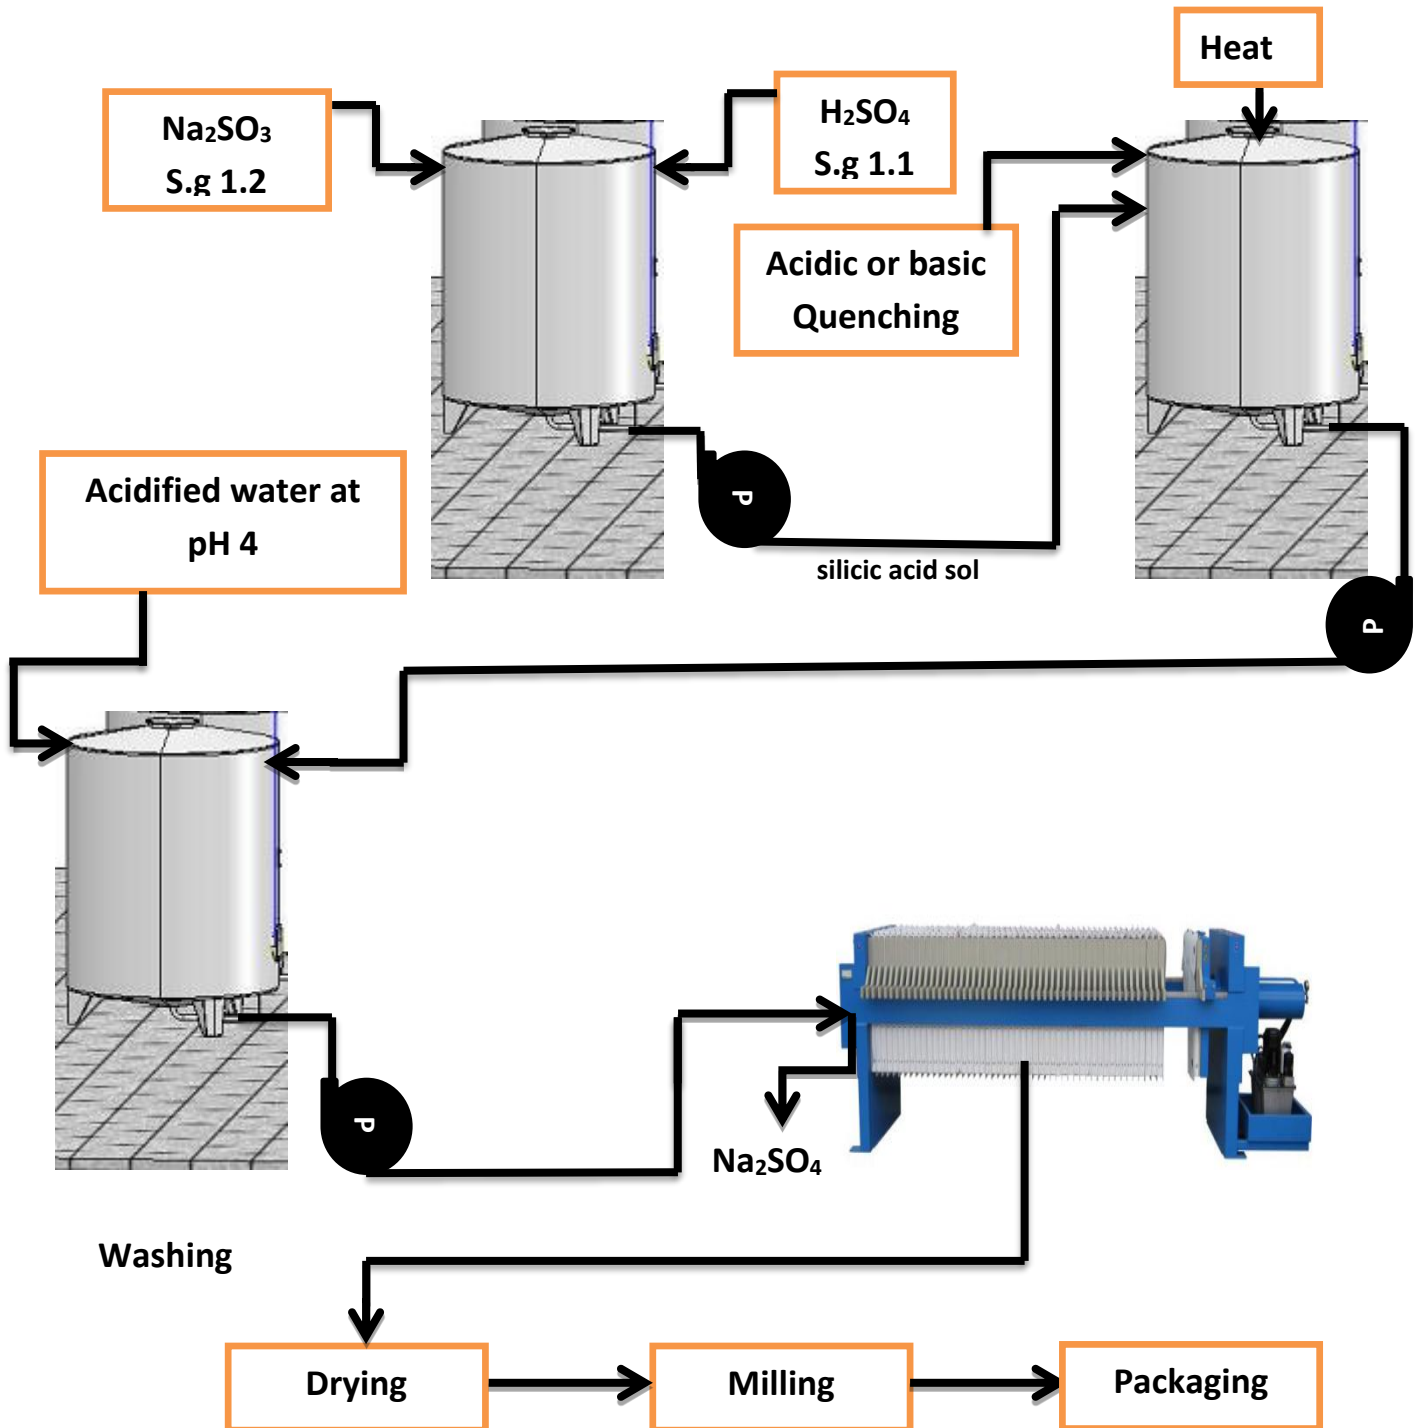 Heat
Na₂SO₃
S.g 1.2
H₂SO₄
S.g 1.1
Acidic or basic
Quenching
Acidified water at
pH 4
P
silicic acid sol
P
P
Na₂SO₄
Washing
Drying
Milling
Packaging